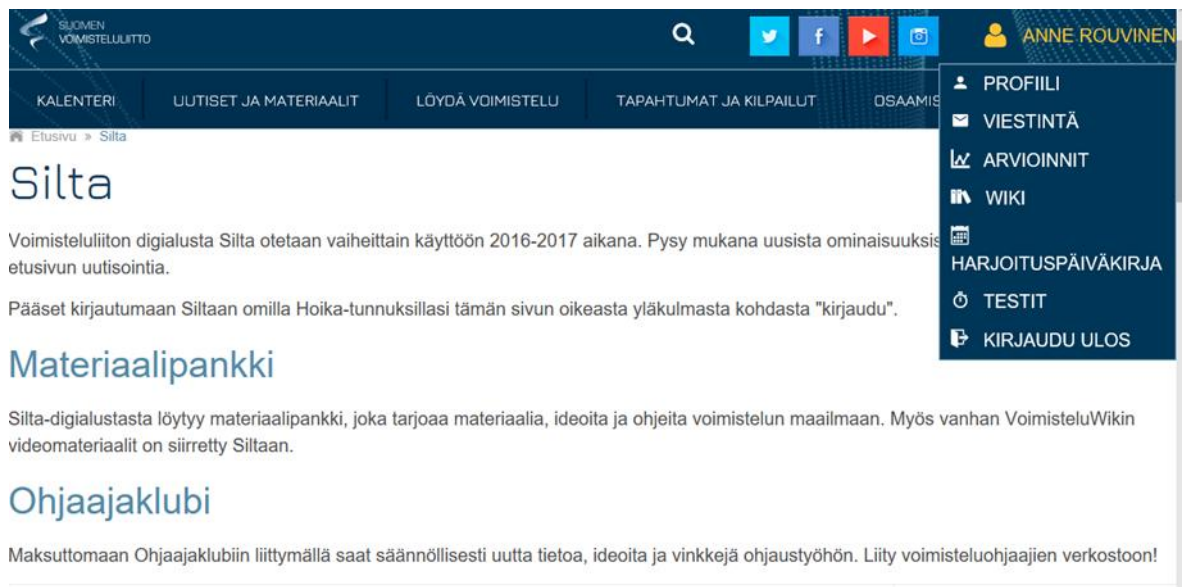 SUOMEN
VOIMISTELULIITTO
ANNE ROUVINEN
KALENTERI
UUTISET JA MATERIAALIT
LÖYDÄ VOIMISTELU
TAPAHTUMAT JA KILPAILUT
OSAAMIS
PROFIILI
VIESTINTÄ
ARVIOINNIT
WIKI
HARJOITUSPÄIVÄKIRJA
TESTIT
KIRJAUDU ULOS
Etusivu » Silta
Silta
Voimisteluliiton digialusta Silta otetaan vaiheittain käyttöön 2016-2017 aikana. Pysy mukana uusista ominaisuuksis
etusivun uutisointia.
Pääset kirjautumaan Siltaan omilla Hoika-tunnuksillasi tämän sivun oikeasta yläkulmasta kohdasta "kirjaudu".
Materiaalipankki
Silta-digialustasta löytyy materiaalipankki, joka tarjoaa materiaalia, ideoita ja ohjeita voimistelun maailmaan. Myös vanhan VoimisteluWikin
videomateriaalit on siirretty Siltaan.
Ohjaajaklubi
Maksuttomaan Ohjaajaklubiin liittymällä saat säännöllisesti uutta tietoa, ideoita ja vinkkejä ohjaustyöhön. Liity voimisteluohjaajien verkostoon!